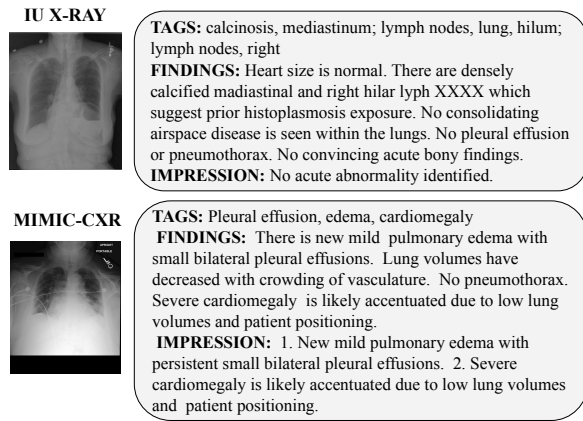 IU X-RAY
TAGS: calcinosis, mediastinum; lymph nodes, lung, hilum;
lymph nodes, right
FINDINGS: Heart size is normal. There are densely
calcified madiastinal and right hilar lyph XXXX which
suggest prior histoplasmosis exposure. No consolidating
airspace disease is seen within the lungs. No pleural effusion
or pneumothorax. No convincing acute bony findings.
IMPRESSION: No acute abnormality identified.
MIMIC-CXR
UPRIGHT
PORTABLE
TAGS: Pleural effusion, edema, cardiomegaly
FINDINGS: There is new mild pulmonary edema with
small bilateral pleural effusions. Lung volumes have
decreased with crowding of vasculature. No pneumothorax.
Severe cardiomegaly is likely accentuated due to low lung
volumes and patient positioning.
IMPRESSION: 1. New mild pulmonary edema with
persistent small bilateral pleural effusions. 2. Severe
cardiomegaly is likely accentuated due to low lung volumes
and patient positioning.